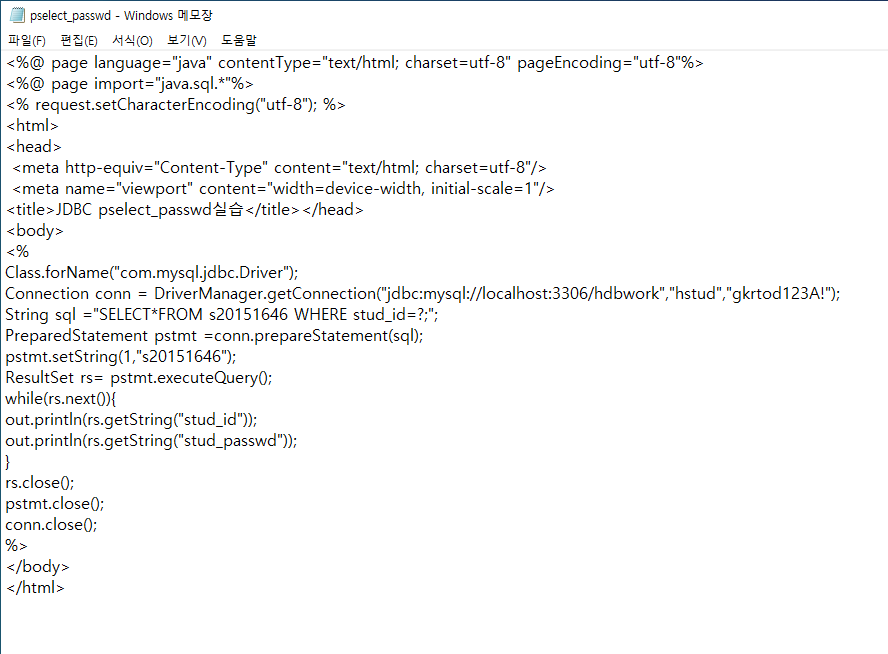 pselect_passwd - Windows 메모장
파일(F) 편집(E) 서식(O) 보기(V) 도움말
<%@ page language="java" contentType="text/html; charset=utf-8" pageEncoding="utf-8"%>
<%@ page import="java.sql.*"%>
<% request.setCharacterEncoding("utf-8"); %>
<html>
<head>
 <meta http-equiv="Content-Type" content="text/html; charset=utf-8"/>
 <meta name="viewport" content="width=device-width, initial-scale=1"/>
<title>JDBC pselect_passwd실습</title></head>
<body>
<%
Class.forName("com.mysql.jdbc.Driver");
Connection conn = DriverManager.getConnection("jdbc:mysql://localhost:3306/hdbwork","hstud","gkrtod123A!");
String sql ="SELECT*FROM s20151646 WHERE stud_id=?;";
PreparedStatement pstmt =conn.prepareStatement(sql);
pstmt.setString(1,"s20151646");
ResultSet rs= pstmt.executeQuery();
while(rs.next()){
out.println(rs.getString("stud_id"));
out.println(rs.getString("stud_passwd"));
}
rs.close();
pstmt.close();
conn.close();
%>
</body>
</html>